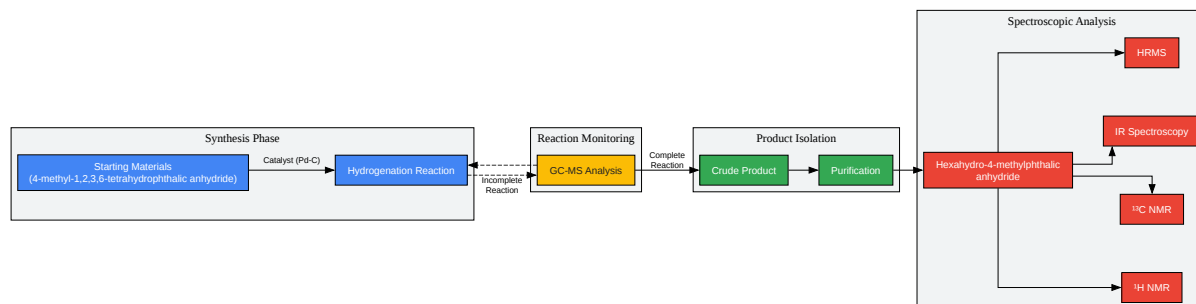 Synthesis Phase
Starting Materials
(4-methyl-1,2,3,6-tetrahydrophthalic anhydride)
Catalyst (Pd-C)
Hydrogenation Reaction
Incomplete
Reaction
Reaction Monitoring
GC-MS Analysis
Complete
Reaction
Product Isolation
Crude Product
Purification
Spectroscopic Analysis
Hexahydro-4-methylphthalic
anhydride
HRMS
IR Spectroscopy
¹³C NMR
¹H NMR